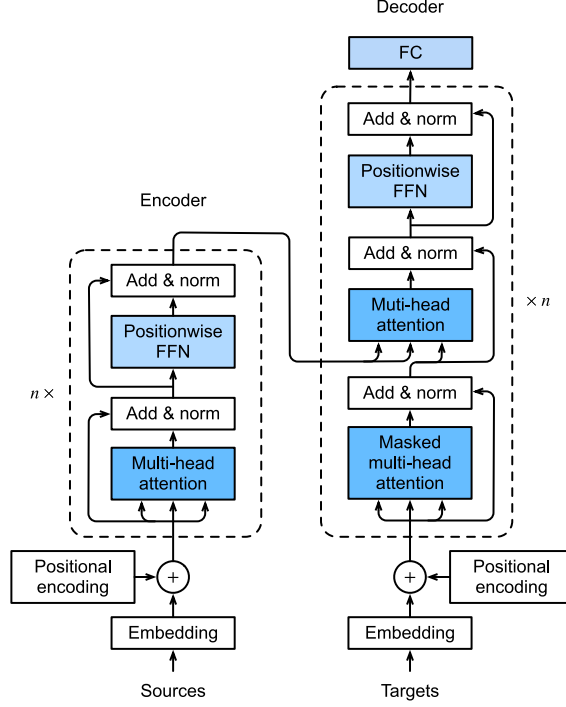 Decoder
FC
Add & norm
Positionwise
FFN
Add & norm
Muti-head
attention
Add & norm
Masked
multi-head
attention
× n
Positional
encoding
+
Embedding
Targets
Encoder
Add & norm
Positionwise
FFN
Add & norm
Multi-head
attention
n ×
Positional
encoding
+
Embedding
Sources